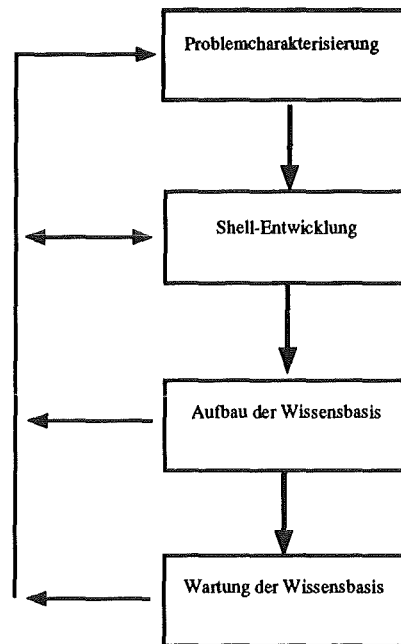 Problemcharakterisierung
Shell-Entwicklung
Aufbau der Wissensbasis
Wartung der Wissensbasis